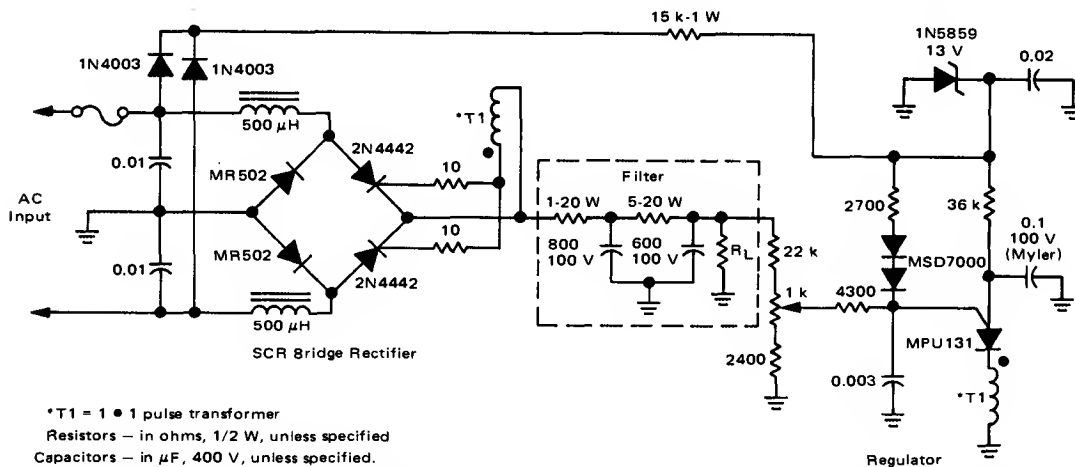 15 k-1 W
1N5859
13 V
0.02
1N4003
1N4003
500 μH
*T1
0.01
2N4442
MR502
10
Filter
AC
Input
1-20 W
5-20 W
2700
36 k
0.1
100 V
(Myler)
800
100 V
600
100 V
RL
22 k
MSD7000
10
MR502
0.01
2N4442
1 k
4300
MPU131
500 μH
SCR 8ridge Rectifier
2400
0.003
*T1
*T1 = 1 ● 1 pulse transformer
Resistors – in ohms, 1/2 W, unless specified
Capacitors – in μF, 400 V, unless specified.
Regulator